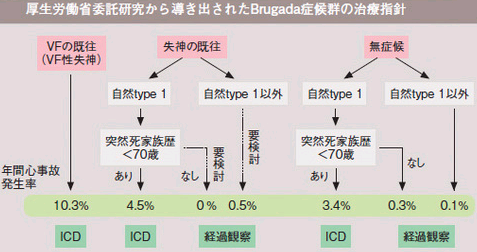 厚生労働省委託研究から導き出されたBrugada症候群の治療指針
VFの既往
(VF性失神)
失神の既往
無症候
自然type 1
自然type 1以外
自然type 1
自然type 1以外
突然死家族歴
<70歳
要検討
要検討
突然死家族歴
<70歳
なし
あり
なし
あり
年間心事故
発生率
10.3%
4.5%
0%
0.5%
3.4%
0.3%
0.1%
ICD
ICD
経過観察
ICD
経過観察